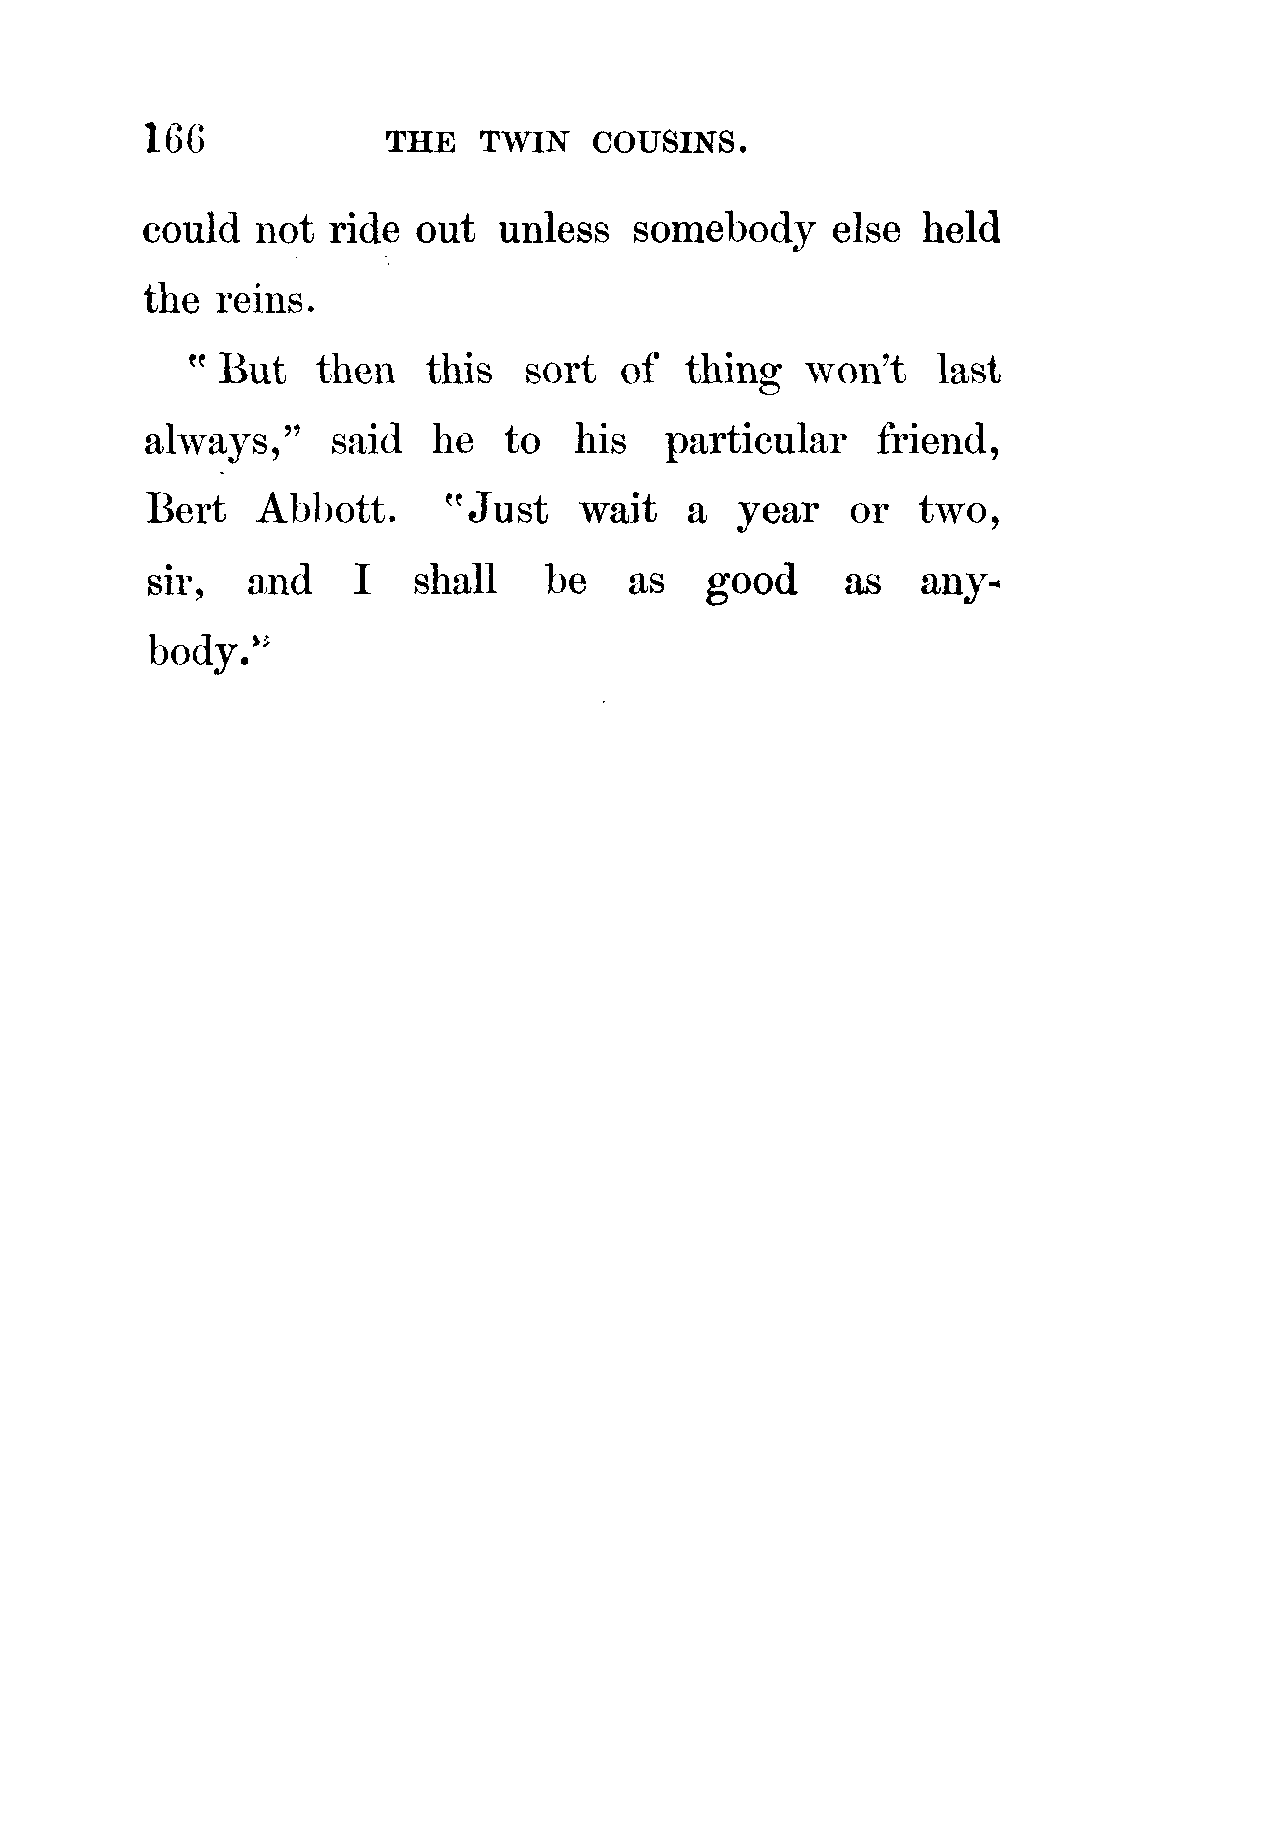 166 THE TWIN COUSINS.
could not ride out unless somebody else held
the reins.
" But then this sort of thing won't last
always," said he to his particular friend,
Bert Abbott. "Just wait a year or two,
sir, and I shall be as good as any-
body."